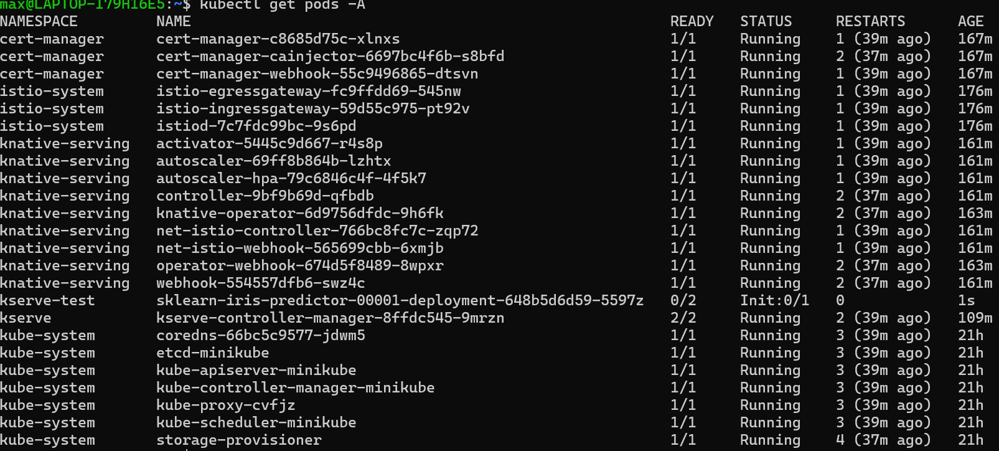 max@LAPTOP-I79H16E5:~$ kubectl get pods -A
NAMESPACE NAME READY STATUS RESTARTS AGE
cert-manager cert-manager-c8685d75c-xlnxs 1/1 Running 1 (39m ago) 167m
cert-manager cert-manager-cainjector-6697bc4f6b-s8bfd 1/1 Running 2 (37m ago) 167m
cert-manager cert-manager-webhook-55c9496865-dtsvn 1/1 Running 1 (39m ago) 167m
istio-system istio-egressgateway-fc9ffdd69-545nw 1/1 Running 1 (39m ago) 176m
istio-system istio-ingressgateway-59d55c975-pt92v 1/1 Running 1 (39m ago) 176m
istio-system istiod-7c7fdc99bc-9s6pd 1/1 Running 1 (39m ago) 176m
knative-serving activator-5445c9d667-r4s8p 1/1 Running 1 (39m ago) 161m
knative-serving autoscaler-69ff8b864b-lzhtx 1/1 Running 1 (39m ago) 161m
knative-serving autoscaler-hpa-79c6846c4f-4f5k7 1/1 Running 1 (39m ago) 161m
knative-serving controller-9bf9b69d-qfbdb 1/1 Running 2 (37m ago) 161m
knative-serving knative-operator-6d9756dfdc-9h6fk 1/1 Running 2 (37m ago) 163m
knative-serving net-istio-controller-766bc8fc7c-zqp72 1/1 Running 1 (39m ago) 161m
knative-serving net-istio-webhook-565699cbb-6xmjb 1/1 Running 1 (39m ago) 161m
knative-serving operator-webhook-674d5f8489-8wpxr 1/1 Running 2 (37m ago) 163m
knative-serving webhook-554557dfb6-swz4c 1/1 Running 2 (37m ago) 161m
kserve-test sklearn-iris-predictor-00001-deployment-648b5d6d59-5597z 0/2 Init:0/1 0 1s
kserve kserve-controller-manager-8ffdc545-9mrzn 2/2 Running 2 (39m ago) 109m
kube-system coredns-66bc5c9577-jdwm5 1/1 Running 3 (39m ago) 21h
kube-system etcd-minikube 1/1 Running 3 (39m ago) 21h
kube-system kube-apiserver-minikube 1/1 Running 3 (39m ago) 21h
kube-system kube-controller-manager-minikube 1/1 Running 3 (39m ago) 21h
kube-system kube-proxy-cvfjz 1/1 Running 3 (39m ago) 21h
kube-system kube-scheduler-minikube 1/1 Running 3 (39m ago) 21h
kube-system storage-provisioner 1/1 Running 4 (37m ago) 21h